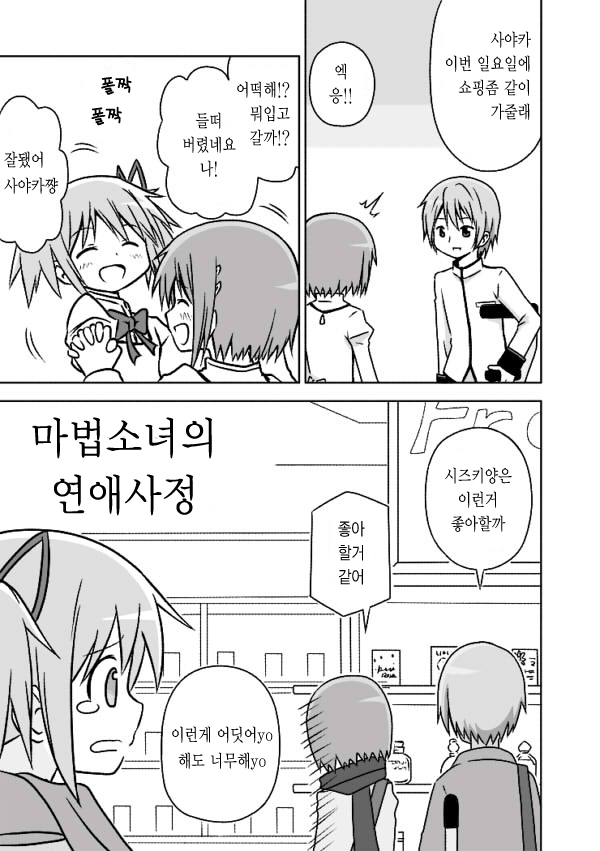 사야카
이번 일요일에
쇼핑좀 같이
가줄래
엑
응!!
어떡해!?
뭐입고
갈까!?
들떠
버렸네요
나!
폴짝
폴짝
잘됐어
사야카쨩
마법소녀의
연애사정
시즈키양은
이런거
좋아할까
좋아
할거
같어
이런게 어딧어yo
해도 너무해yo